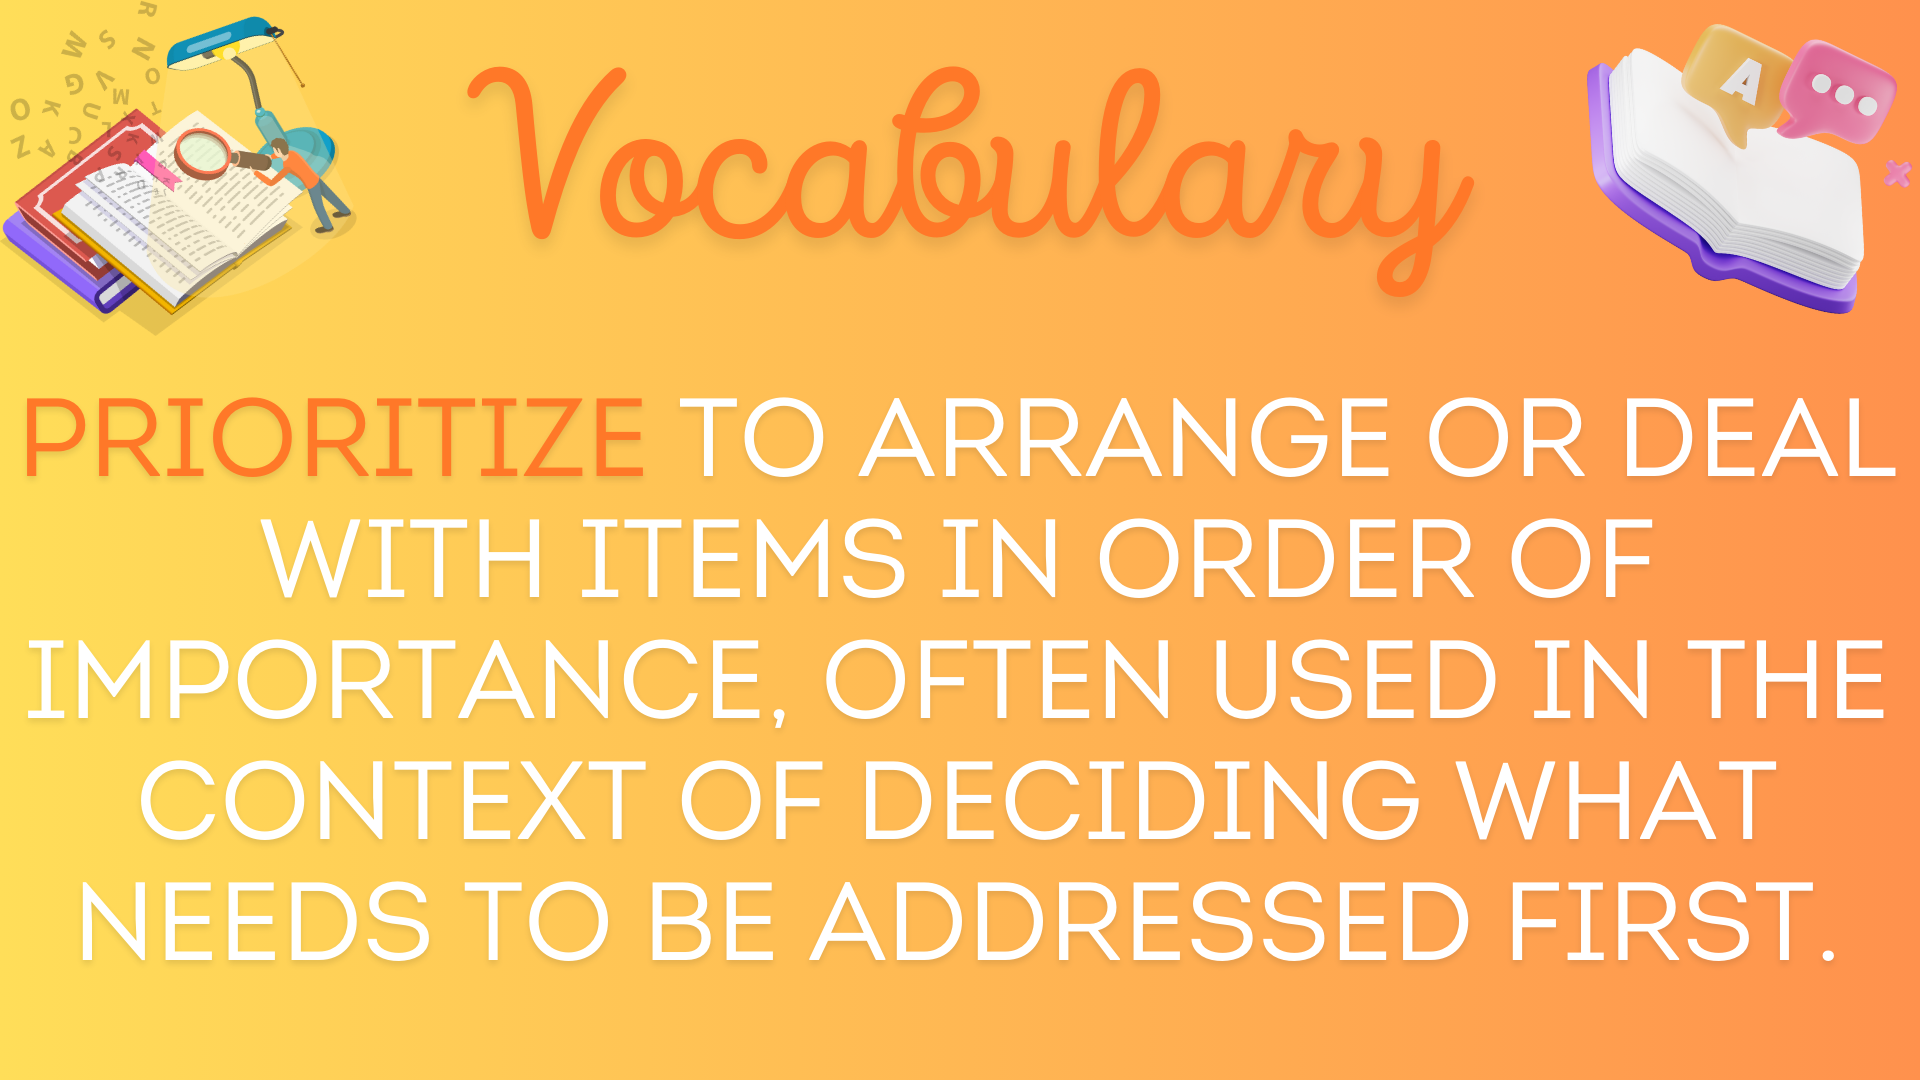 Vocabulary
A
PRIORITIZE TO ARRANGE OR DEAL
WITH ITEMS IN ORDER OF
IMPORTANCE, OFTEN USED IN THE
CONTEXT OF DECIDING WHAT
NEEDS TO BE ADDRESSED FIRST.